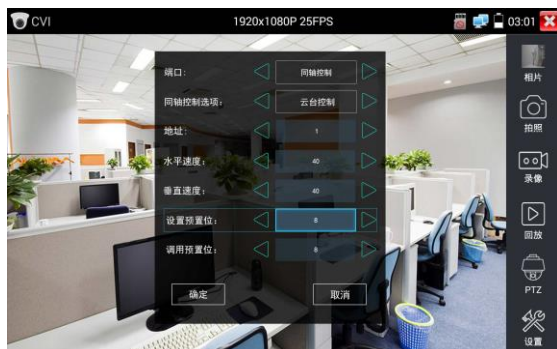 CVI 1920x1080P 25FPS 03:01
端口： 同轴控制
同轴控制选项： 云台控制
地址： 1
水平速度： 40
垂直速度： 40
设置预置位： 8
调用预置位： 8
确定 取消
相片
拍照
录像
回放
PTZ
设置